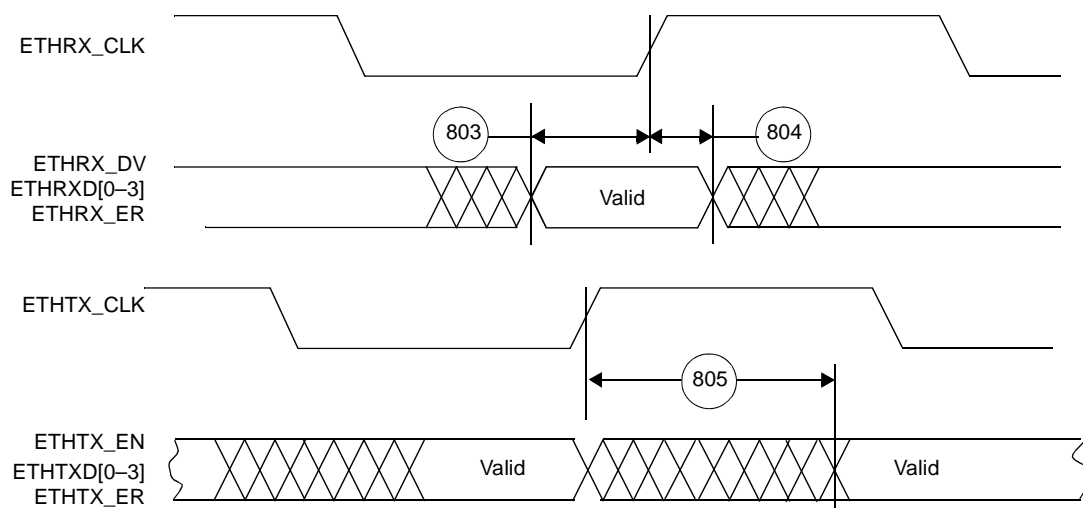 ETHRX_CLK
803
804
ETHRX_DV
ETHRXD[0–3]
ETHRX_ER
Valid
ETHTX_CLK
805
ETHTX_EN
ETHTXD[0–3]
ETHTX_ER
Valid
Valid